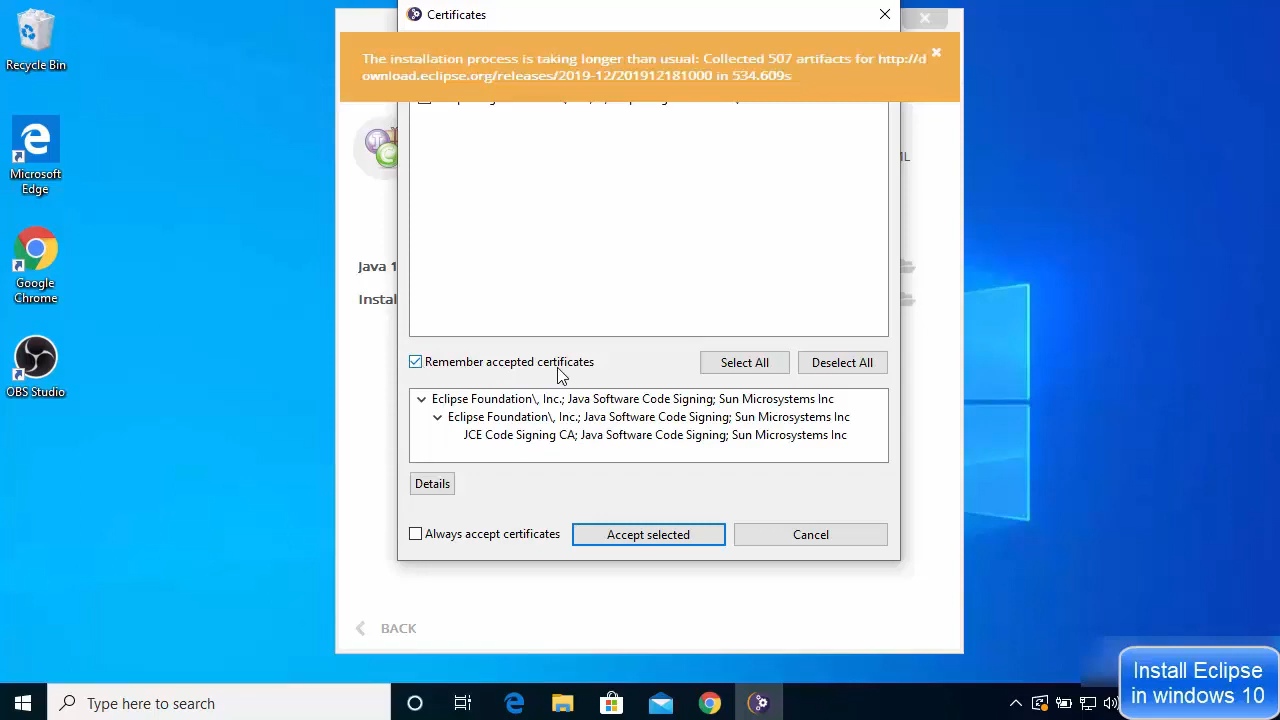 Certificates
The installation process is taking longer than usual: Collected 507 artifacts for http://d
ownload.eclipse.org/releases/2019-12/201912181000 in 534.609s
Recycle Bin
Microsoft
Edge
Google
Chrome
OBS Studio
Java 1
Instal
Remember accepted certificates
Select All
Deselect All
Eclipse Foundation\, Inc.; Java Software Code Signing; Sun Microsystems Inc
Eclipse Foundation\, Inc.; Java Software Code Signing; Sun Microsystems Inc
JCE Code Signing CA; Java Software Code Signing; Sun Microsystems Inc
Details
Always accept certificates
Accept selected
Cancel
BACK
Type here to search
Install Eclipse
in windows 10